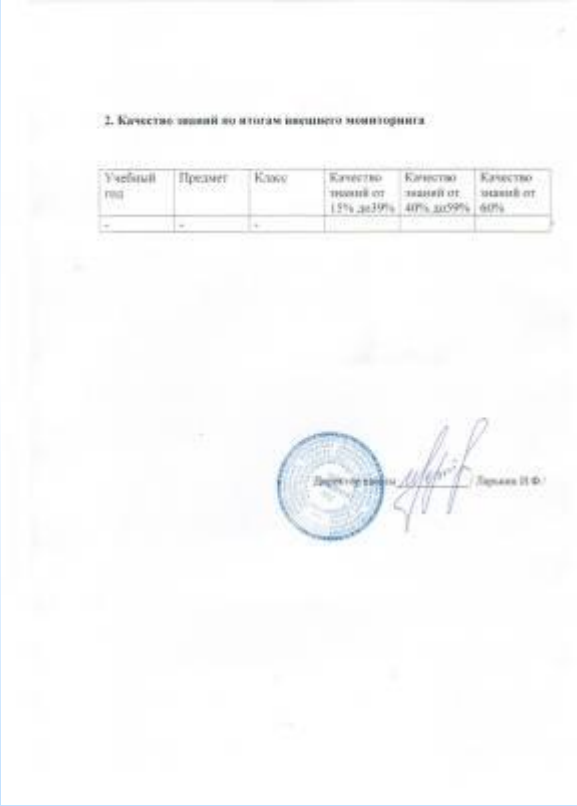 2. Качество знаний по итогам внешнего мониторинга
Учебный год Предмет Класс Качество знаний от 15% до39% Качество знаний от 40% до59% Качество знаний от 60%
- - -
Директор школы Ларькин И.Ф.